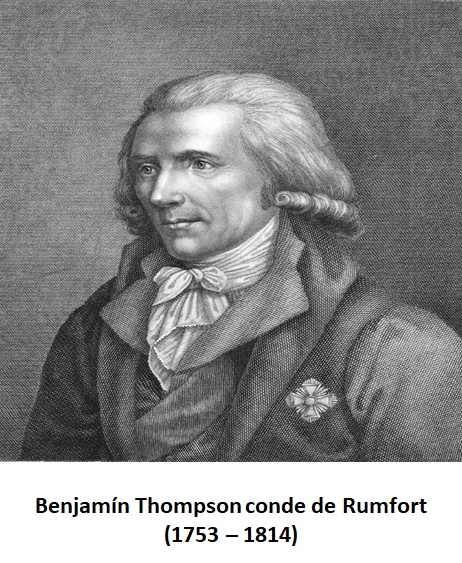 Benjamín Thompson conde de Rumfort
(1753 – 1814)